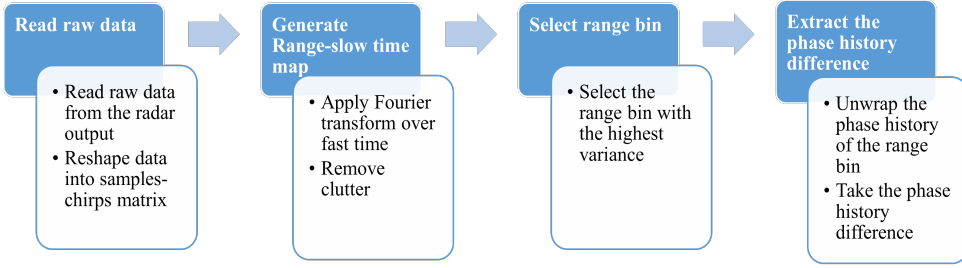 Read raw data
• Read raw data
from the radar
output
• Reshape data
into samples-
chirps matrix
Generate
Range-slow time
map
• Apply Fourier
transform over
fast time
• Remove
clutter
Select range bin
• Select the
range bin with
the highest
variance
Extract the
phase history
difference
• Unwrap the
phase history
of the range
bin
• Take the phase
history
difference